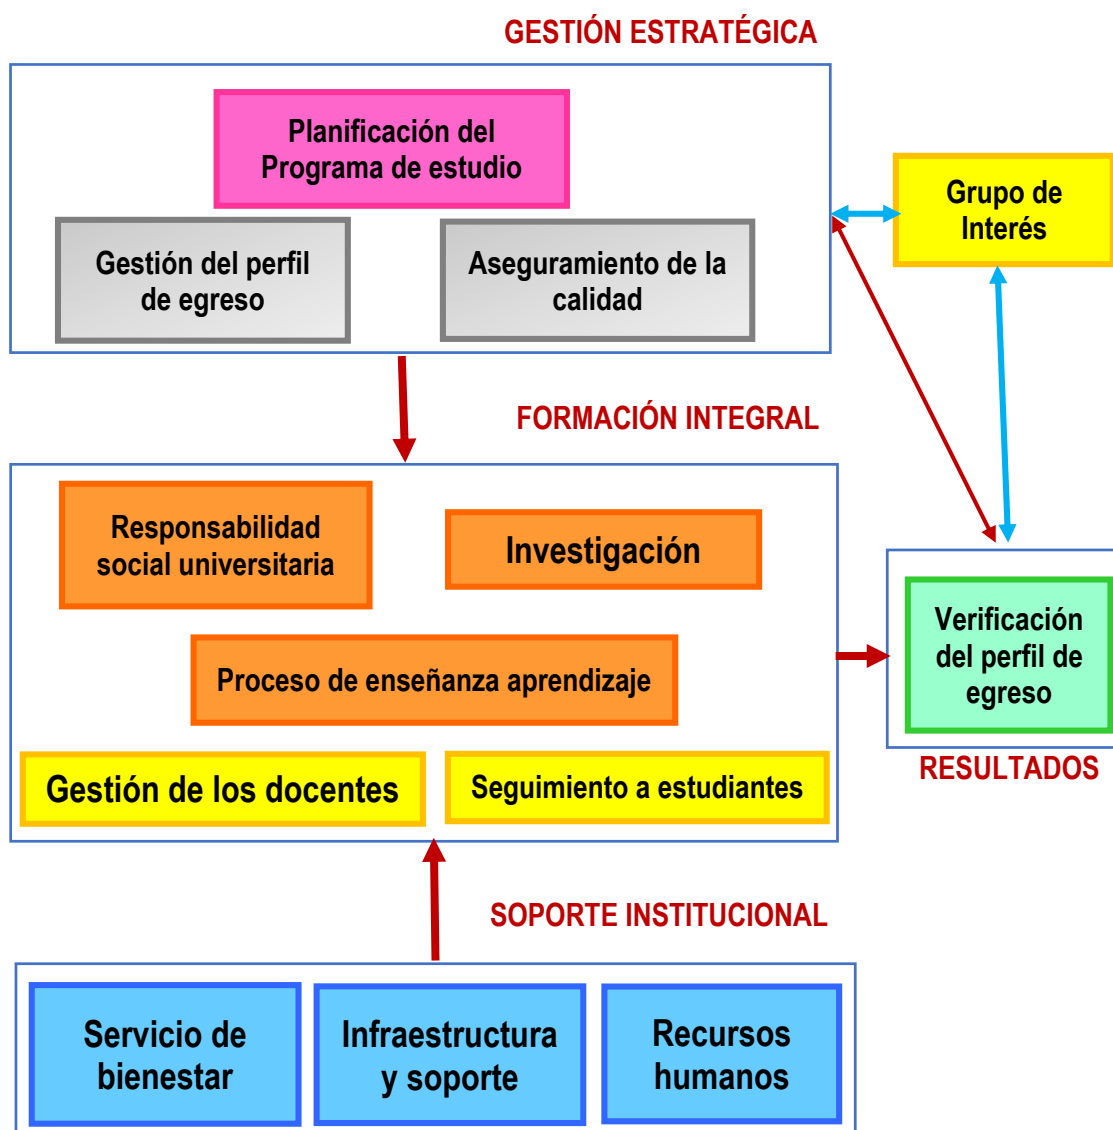 GESTIÓN ESTRATÉGICA
Planificación del
Programa de estudio
Gestión del perfil
de egreso
Aseguramiento de la
calidad
Grupo de
Interés
FORMACIÓN INTEGRAL
Responsabilidad
social universitaria
Investigación
Proceso de enseñanza aprendizaje
Gestión de los docentes
Seguimiento a estudiantes
Verificación
del perfil de
egreso
RESULTADOS
SOPORTE INSTITUCIONAL
Servicio de
bienestar
Infraestructura
y soporte
Recursos
humanos